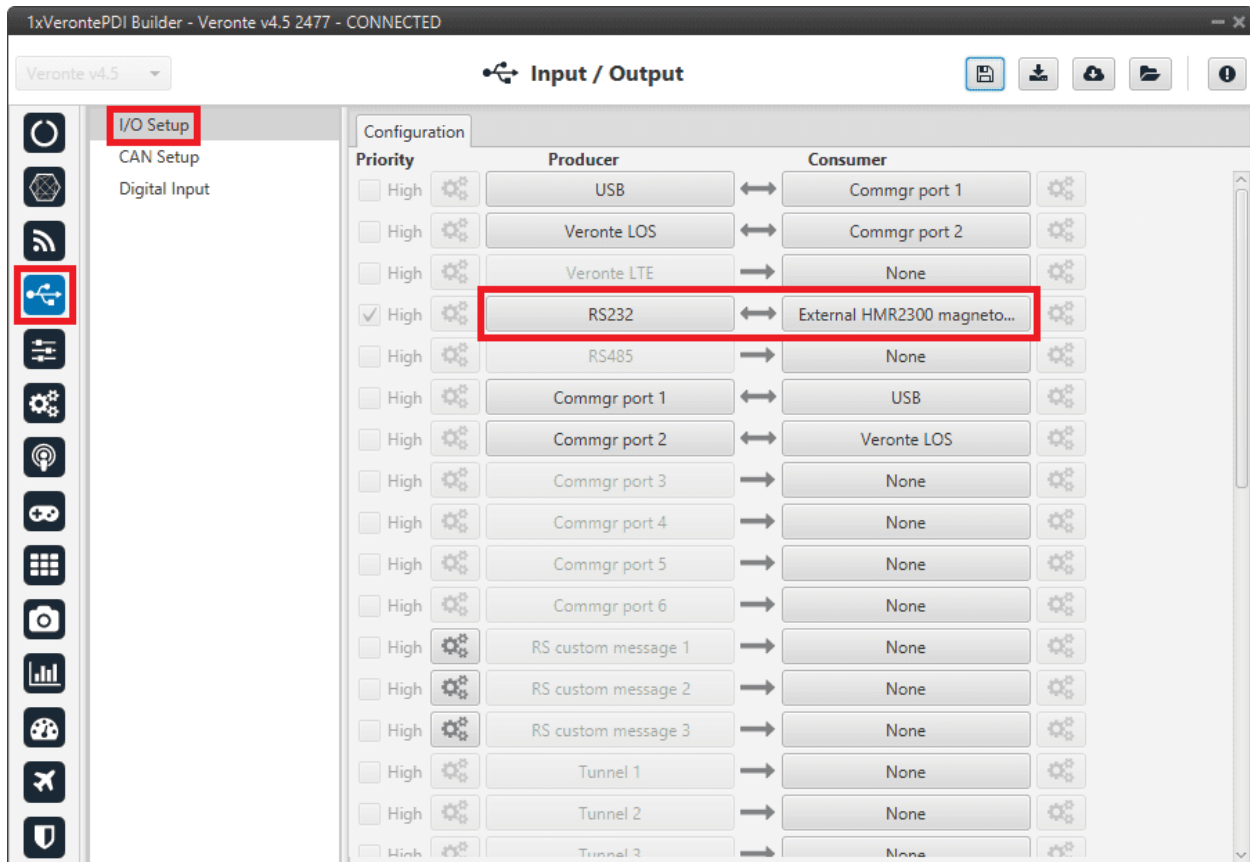 1xVerontePDI Builder - Veronte v4.5 2477 - CONNECTED
Veronte v4.5
Input / Output
I/O Setup
CAN Setup
Digital Input
Configuration
Priority Producer Consumer
High USB Commgr port 1
High Veronte LOS Commgr port 2
High Veronte LTE None
High RS232 External HMR2300 magneto...
High RS485 None
High Commgr port 1 USB
High Commgr port 2 Veronte LOS
High Commgr port 3 None
High Commgr port 4 None
High Commgr port 5 None
High Commgr port 6 None
High RS custom message 1 None
High RS custom message 2 None
High RS custom message 3 None
High Tunnel 1 None
High Tunnel 2 None
High Tunnel 3 None